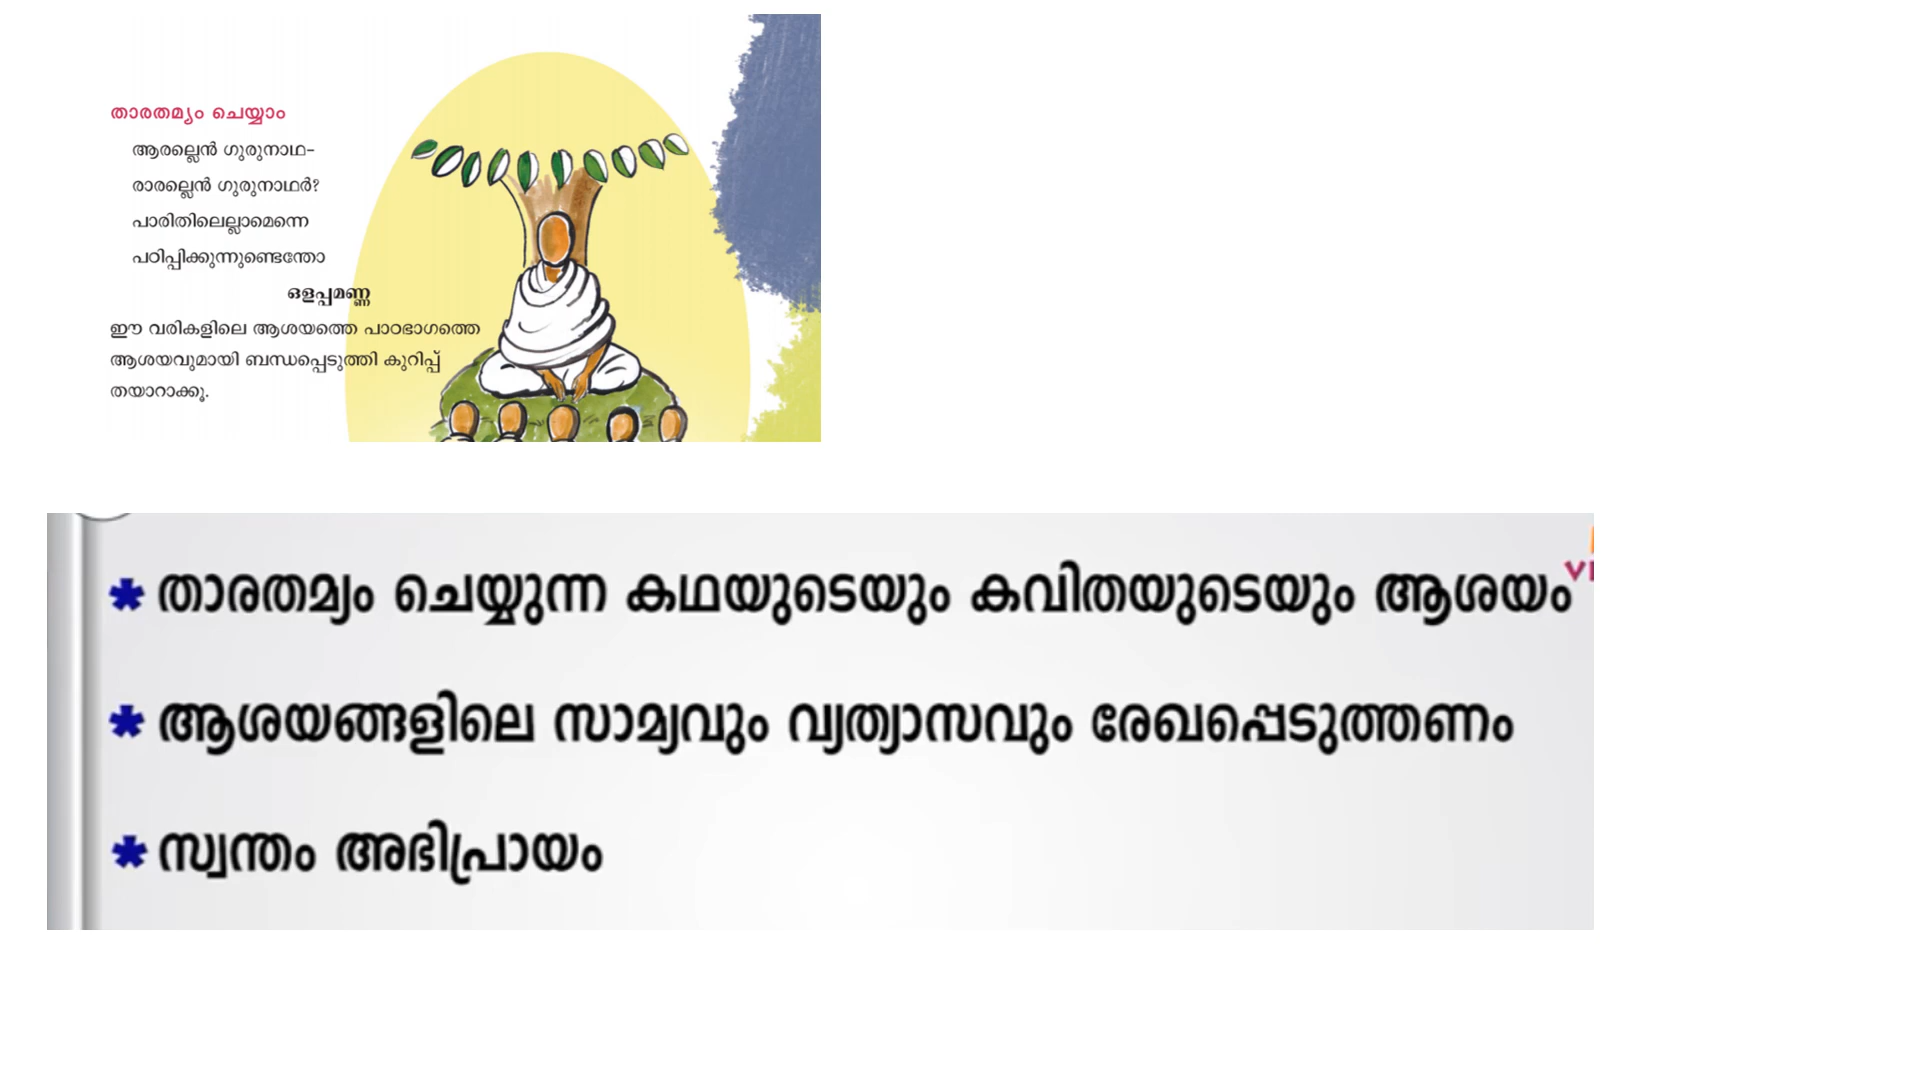 താരതമ്യം ചെയ്യാം
ആരല്ലെൻ ഗുരുനാഥ-
രാരല്ലെൻ ഗുരുനാഥർ?
പാരിതിലെല്ലാമെന്നെ
പഠിപ്പിക്കുന്നുണ്ടെന്തോ
ഒളപ്പമണ്ണ
ഈ വരികളിലെ ആശയത്തെ പാഠഭാഗത്തെ
ആശയവുമായി ബന്ധപ്പെടുത്തി കുറിപ്പ്
തയാറാക്കൂ.
* താരതമ്യം ചെയ്യുന്ന കഥയുടെയും കവിതയുടെയും ആശയം
* ആശയങ്ങളിലെ സാമ്യവും വ്യത്യാസവും രേഖപ്പെടുത്തണം
* സ്വന്തം അഭിപ്രായം